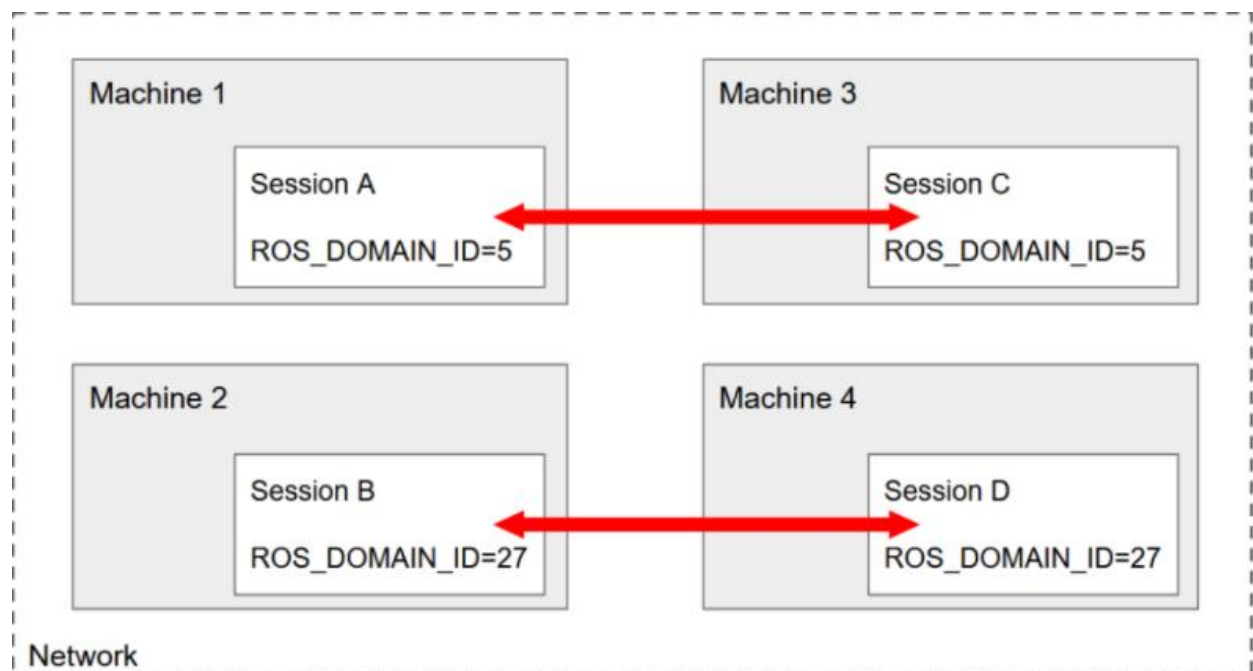 Machine 1
Session A
ROS_DOMAIN_ID=5
Machine 3
Session C
ROS_DOMAIN_ID=5
Machine 2
Session B
ROS_DOMAIN_ID=27
Machine 4
Session D
ROS_DOMAIN_ID=27
Network